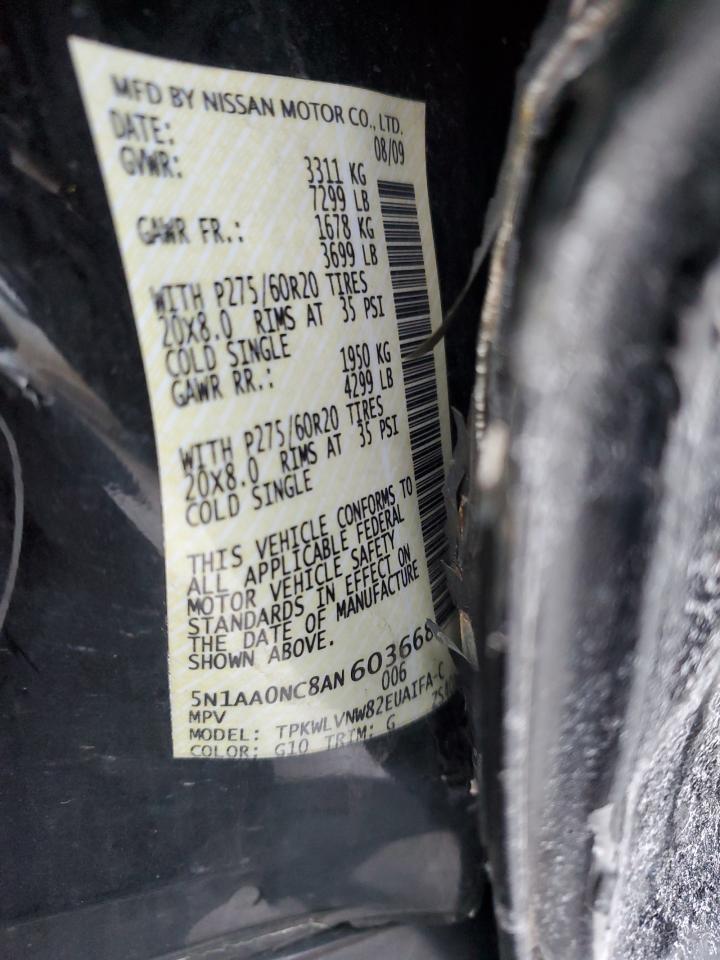 MFD BY NISSAN MOTOR CO., LTD.
DATE: 08/09
GVWR: 3311 KG
7299 LB
GAWR FR.: 1678 KG
3699 LB
WITH P275/60R20 TIRES
20X8.0 RIMS AT 35 PSI
COLD SINGLE
GAWR RR.: 1950 KG
4299 LB
WITH P275/60R20 TIRES
20X8.0 RIMS AT 35 PSI
COLD SINGLE
THIS VEHICLE CONFORMS TO
ALL APPLICABLE FEDERAL
MOTOR VEHICLE SAFETY
STANDARDS IN EFFECT ON
THE DATE OF MANUFACTURE
SHOWN ABOVE.
5N1AA0NC8AN 603668
MPV 006
MODEL: TPKWLVNW82EUAIFA-C
COLOR: G10 TRIM: G